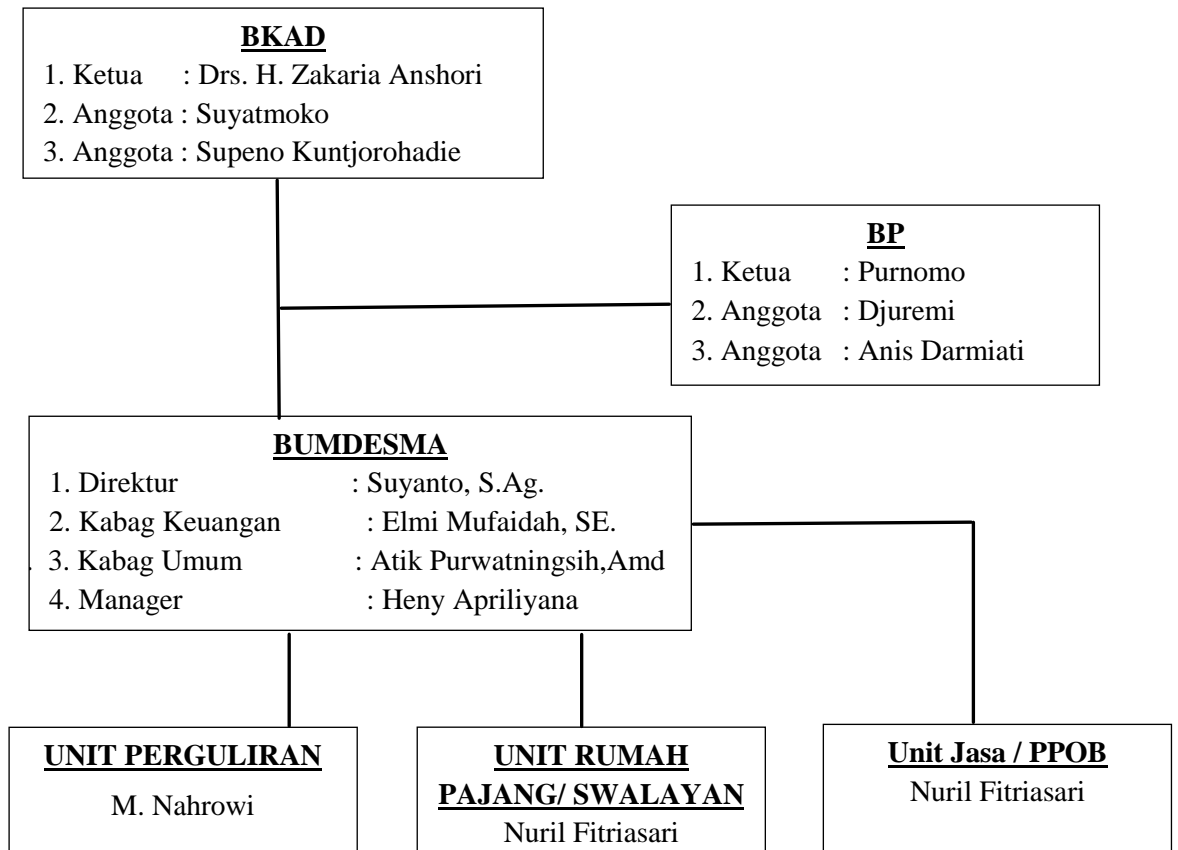 BKAD
1. Ketua : Drs. H. Zakaria Anshori
2. Anggota : Suyatmoko
3. Anggota : Supeno Kuntjorohadie
BP
1. Ketua : Purnomo
2. Anggota : Djuremi
3. Anggota : Anis Darmiati
BUMDESMA
1. Direktur : Suyanto, S.Ag.
2. Kabag Keuangan : Elmi Mufaidah, SE.
. 3. Kabag Umum : Atik Purwatningsih,Amd
4. Manager : Heny Apriliyana
UNIT PERGULIRAN
M. Nahrowi
UNIT RUMAH
PAJANG/ SWALAYAN
Nuril Fitriasari
Unit Jasa / PPOB
Nuril Fitriasari